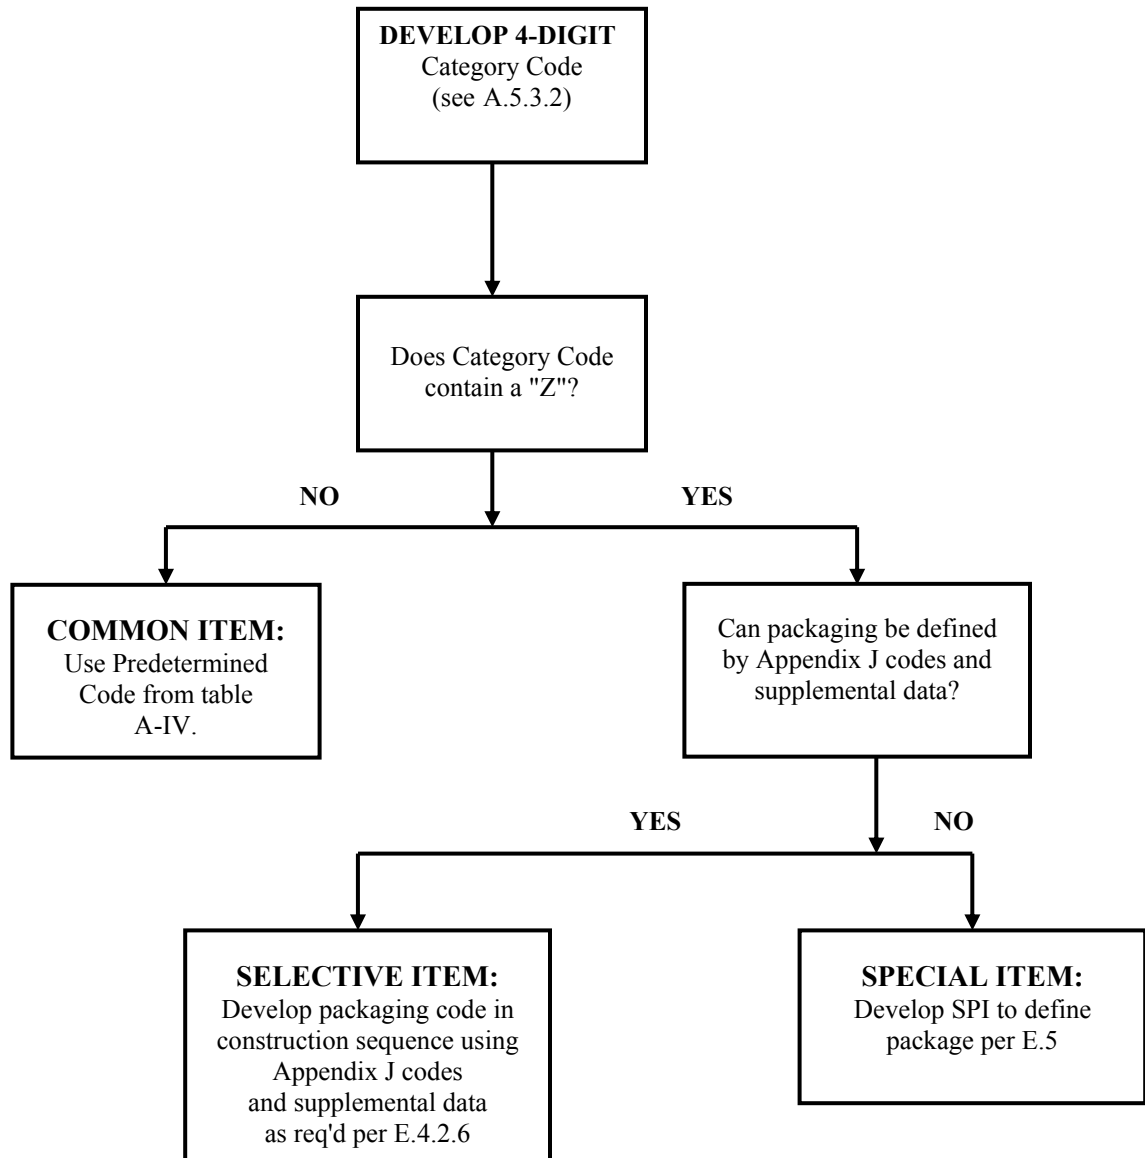 DEVELOP 4-DIGIT
Category Code
(see A.5.3.2)
Does Category Code
contain a "Z"?
NO
YES
COMMON ITEM:
Use Predetermined
Code from table
A-IV.
Can packaging be defined
by Appendix J codes and
supplemental data?
YES
NO
SELECTIVE ITEM:
Develop packaging code in
construction sequence using
Appendix J codes
and supplemental data
as req'd per E.4.2.6
SPECIAL ITEM:
Develop SPI to define
package per E.5